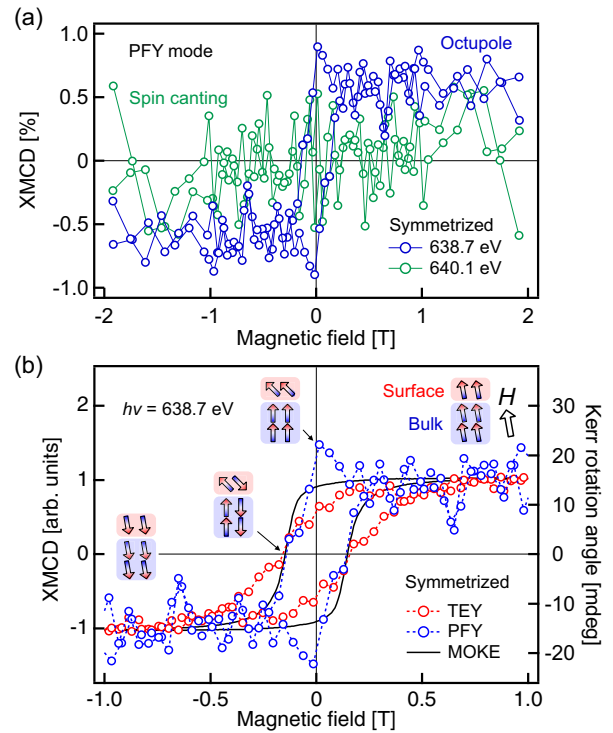 (a)
1.0
0.5
0
-0.5
-1.0
XMCD [%]
PFY mode
Octupole
Spin canting
Symmetrized
638.7 eV
640.1 eV
-2
-1
0
1
2
Magnetic field [T]
(b)
2
1
0
-1
XMCD [arb. units]
hν = 638.7 eV
Surface
Bulk
H
30
20
10
0
-10
-20
Kerr rotation angle [mdeg]
Symmetrized
TEY
PFY
MOKE
-1.0
-0.5
0
0.5
1.0
Magnetic field [T]